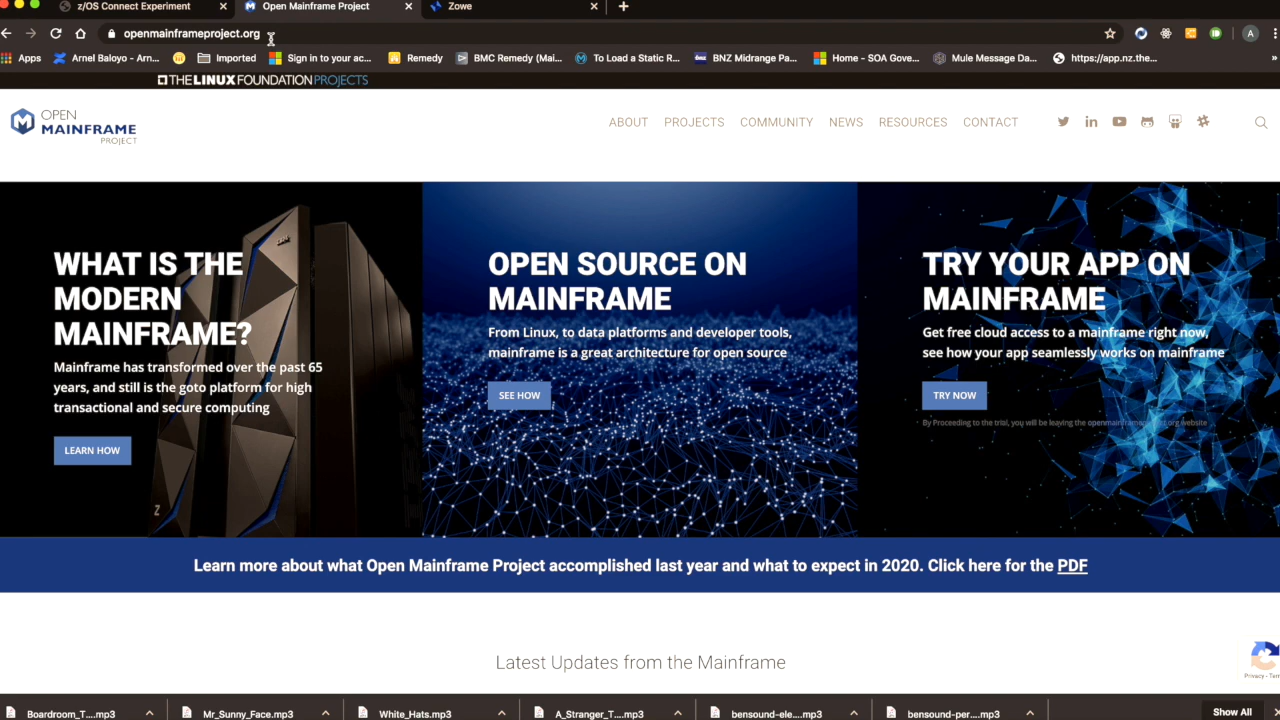 z/OS Connect Experiment
Open Mainframe Project
Zowe
openmainframeproject.org
A
Apps
Arnel Baloyo - Arn...
Imported
Sign in to your ac...
Remedy
BMC Remedy (Mai...
To Load a Static R...
BNZ Midrange Pa...
Home - SOA Gove...
Mule Message Da...
https://app.nz.the...
»
THE LINUX FOUNDATION PROJECTS
OPEN
MAINFRAME
PROJECT
ABOUT
PROJECTS
COMMUNITY
NEWS
RESOURCES
CONTACT
WHAT IS THE
MODERN
MAINFRAME?
Mainframe has transformed over the past 65
years, and still is the goto platform for high
transactional and secure computing
LEARN HOW
IBM
Z
OPEN SOURCE ON
MAINFRAME
From Linux, to data platforms and developer tools,
mainframe is a great architecture for open source
SEE HOW
TRY YOUR APP ON
MAINFRAME
Get free cloud access to a mainframe right now,
see how your app seamlessly works on mainframe
TRY NOW
By Proceeding to the trial, you will be leaving the openmainframeproject.org website
Learn more about what Open Mainframe Project accomplished last year and what to expect in 2020. Click here for the PDF
Latest Updates from the Mainframe
Privacy - Terr
Boardroom_T....mp3
Mr_Sunny_Face.mp3
White_Hats.mp3
A_Stranger_T....mp3
bensound-ele....mp3
bensound-per....mp3
Show All